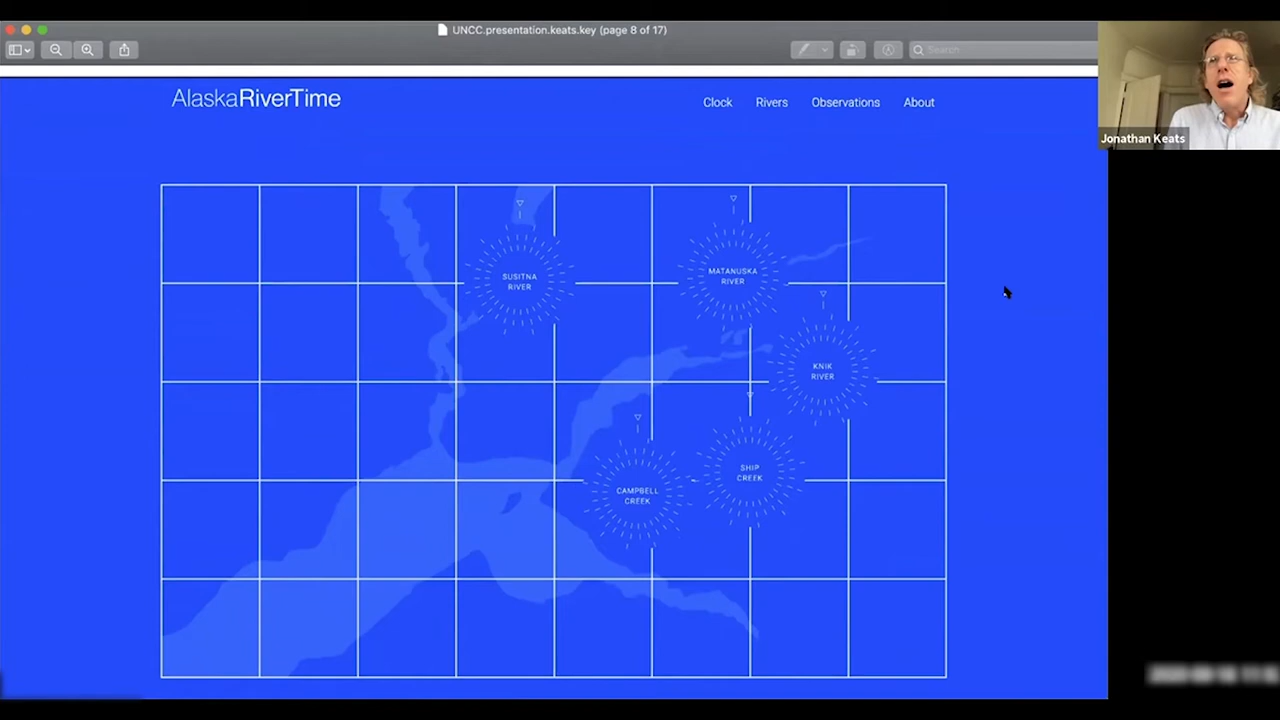 UNCC.presentation.keats.key (page 8 of 17)
Search
Jonathan Keats
AlaskaRiverTime
Clock Rivers Observations About
SUSITNA
RIVER
MATANUSKA
RIVER
KNIK
RIVER
SHIP
CREEK
CAMPBELL
CREEK